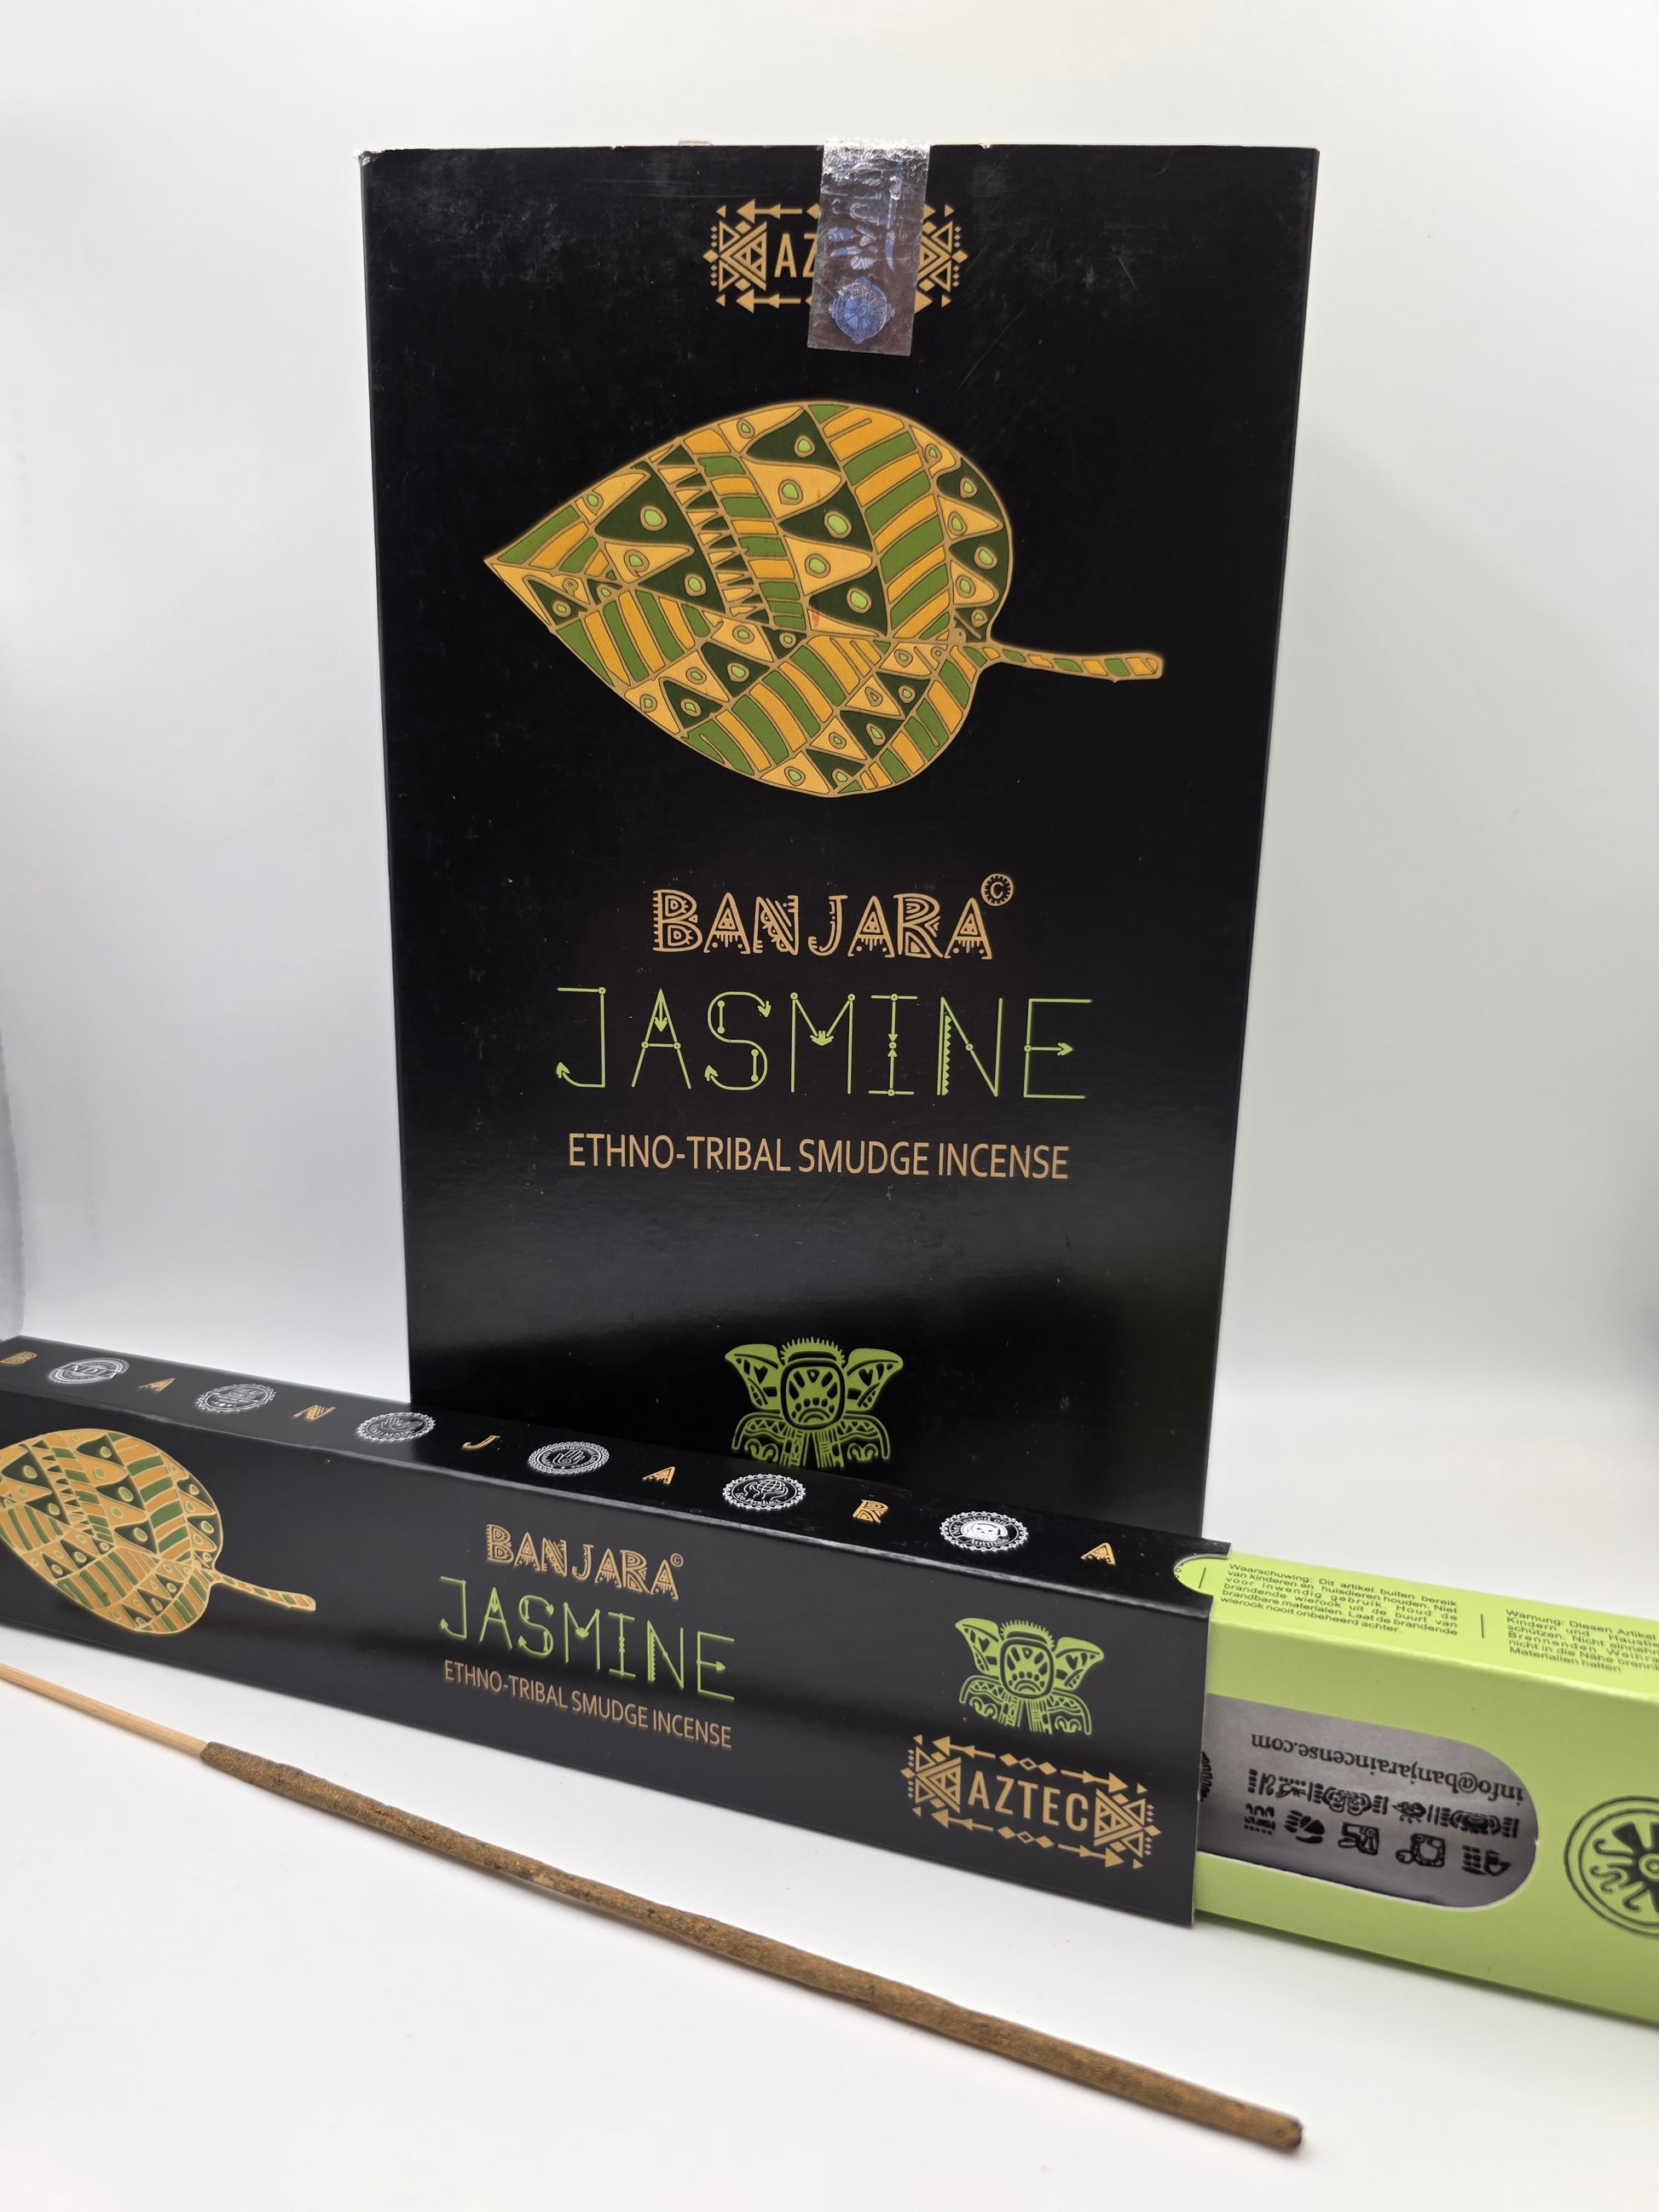 AZ
BANJARA©
JASMINE
ETHNO-TRIBAL SMUDGE INCENSE
B A N J A R A
BANJARA©
JASMINE
ETHNO-TRIBAL SMUDGE INCENSE
AZTEC
Waarschuwing: Dit artikel buiten bereik
van kinderen en huisdieren houden. Niet
voor inwendig gebruik. Houd de
brandende wierook uit de buurt van
brandbare materialen. Laat de brandende
wierook nooit onbeheerd achter.
Warnung: Diesen Artikel
Kindern und
schützen. Nicht
Brennenden
nicht in die Nähe
Materialien halten
info@banjaraincense.com